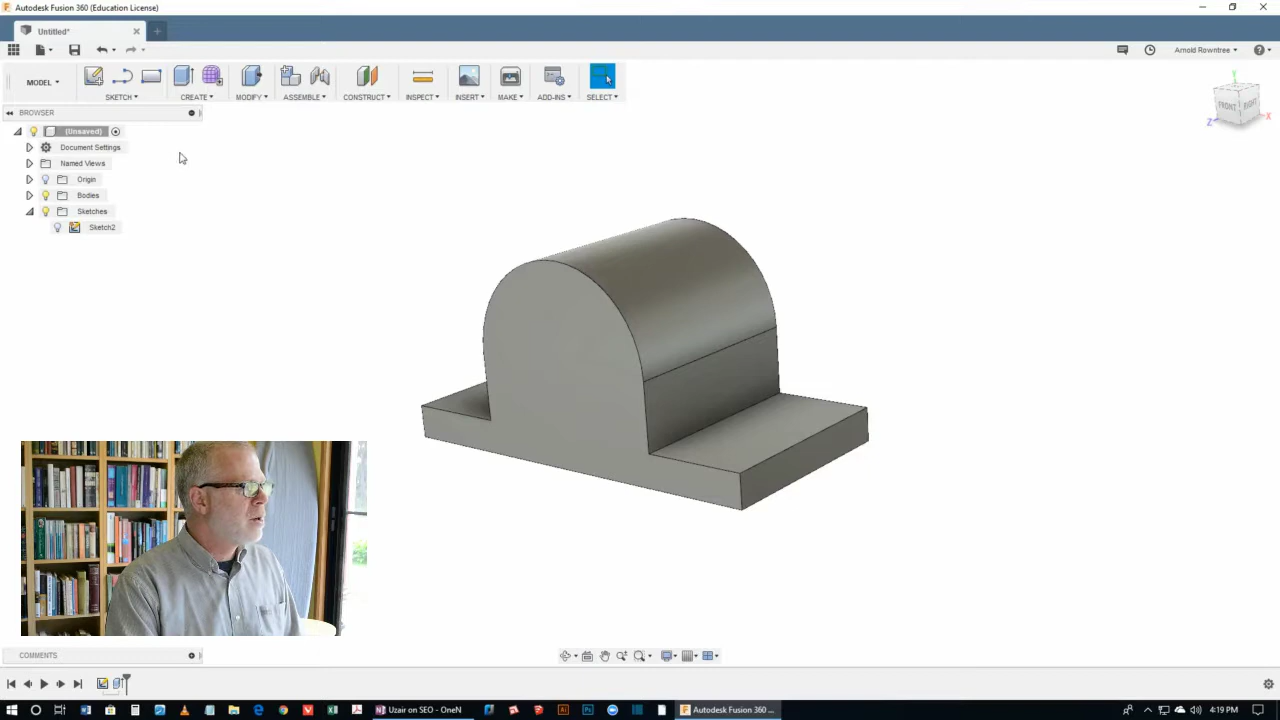 Autodesk Fusion 360 (Education License)
Untitled*
Arnold Rowntree
MODEL
SKETCH
CREATE
MODIFY
ASSEMBLE
CONSTRUCT
INSPECT
INSERT
MAKE
ADD-INS
SELECT
BROWSER
(Unsaved)
Document Settings
Named Views
Origin
Bodies
Sketches
Sketch2
FRONT
RIGHT
Y
Z
X
COMMENTS
Uzair on SEO - OneN
Autodesk Fusion 360 ...
4:19 PM